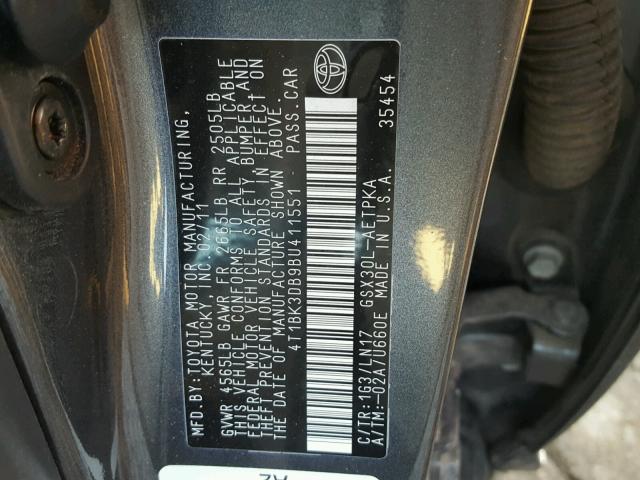 MFD. BY: TOYOTA MOTOR MANUFACTURING,
KENTUCKY, INC. 02/11
GVWR 4565LB GAWR FR 2665LB RR 2505LB
THIS VEHICLE CONFORMS TO ALL APPLICABLE
FEDERAL MOTOR VEHICLE SAFETY, BUMPER, AND
THEFT PREVENTION STANDARDS IN EFFECT ON
THE DATE OF MANUFACTURE SHOWN ABOVE.
4T1BK3DB9BU411551 PASS. CAR
C/TR: 1G3/LN17 GSX30L-AETPKA
A/TM: -02A/U660E MADE IN U.S.A.
35454
A2